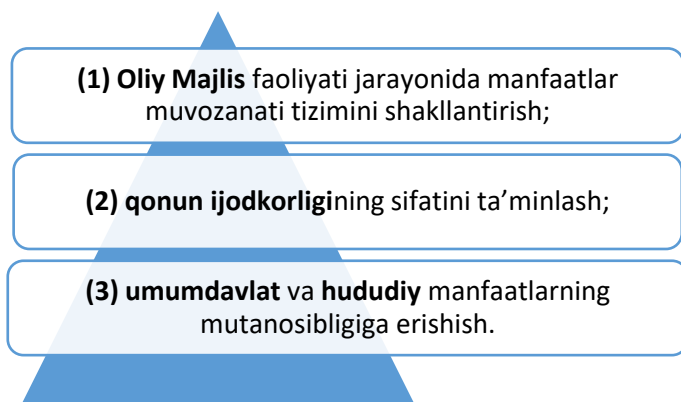 (1) Oliy Majlis faoliyati jarayonida manfaatlar
muvozanati tizimini shakllantirish;
(2) qonun ijodkorligining sifatini ta’minlash;
(3) umumdavlat va hududiy manfaatlarning
mutanosibligiga erishish.